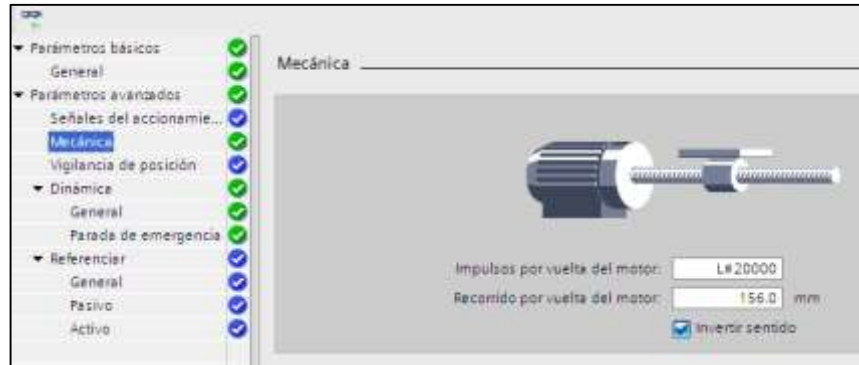 Parámetros básicos
General
Parámetros avanzados
Señales del accionamie...
Mecánica
Vigilancia de posición
Dinámica
General
Parada de emergencia
Referenciar
General
Pasivo
Activo
Mecánica
Impulsos por vuelta del motor: L#20000
Recorrido por vuelta del motor: 156.0 mm
Invertir sentido